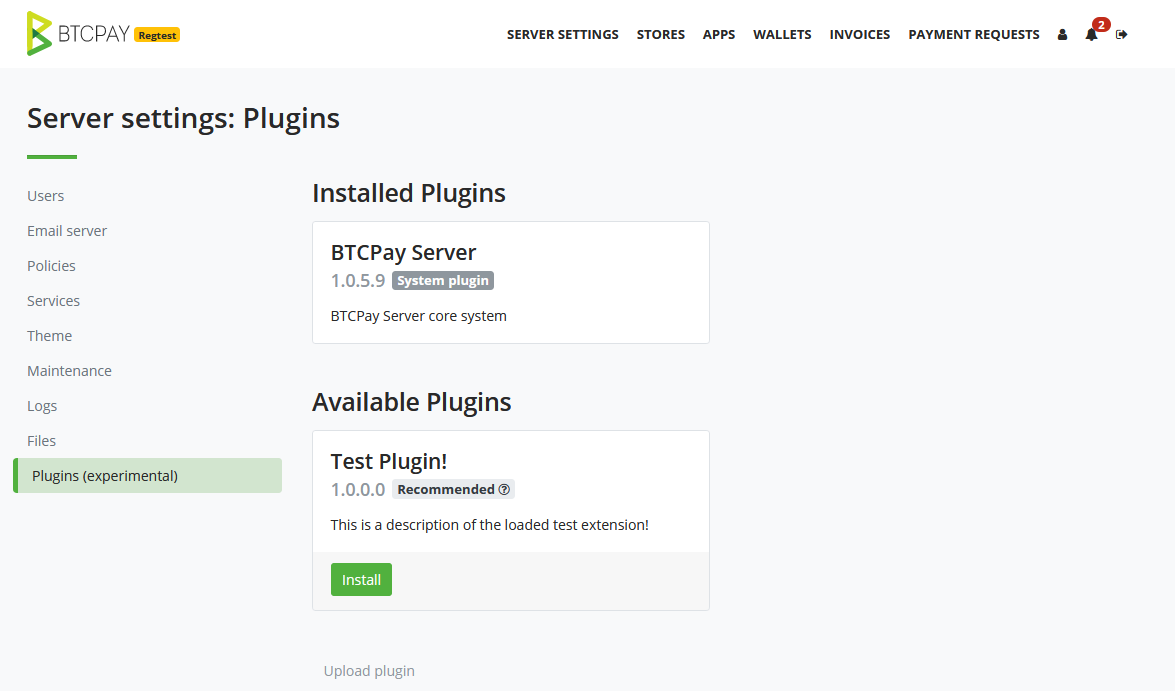 BTCPAY Regtest
SERVER SETTINGS STORES APPS WALLETS INVOICES PAYMENT REQUESTS 2
Server settings: Plugins
Users
Email server
Policies
Services
Theme
Maintenance
Logs
Files
Plugins (experimental)
Installed Plugins
BTCPay Server
1.0.5.9 System plugin
BTCPay Server core system
Available Plugins
Test Plugin!
1.0.0.0 Recommended ?
This is a description of the loaded test extension!
Install
Upload plugin